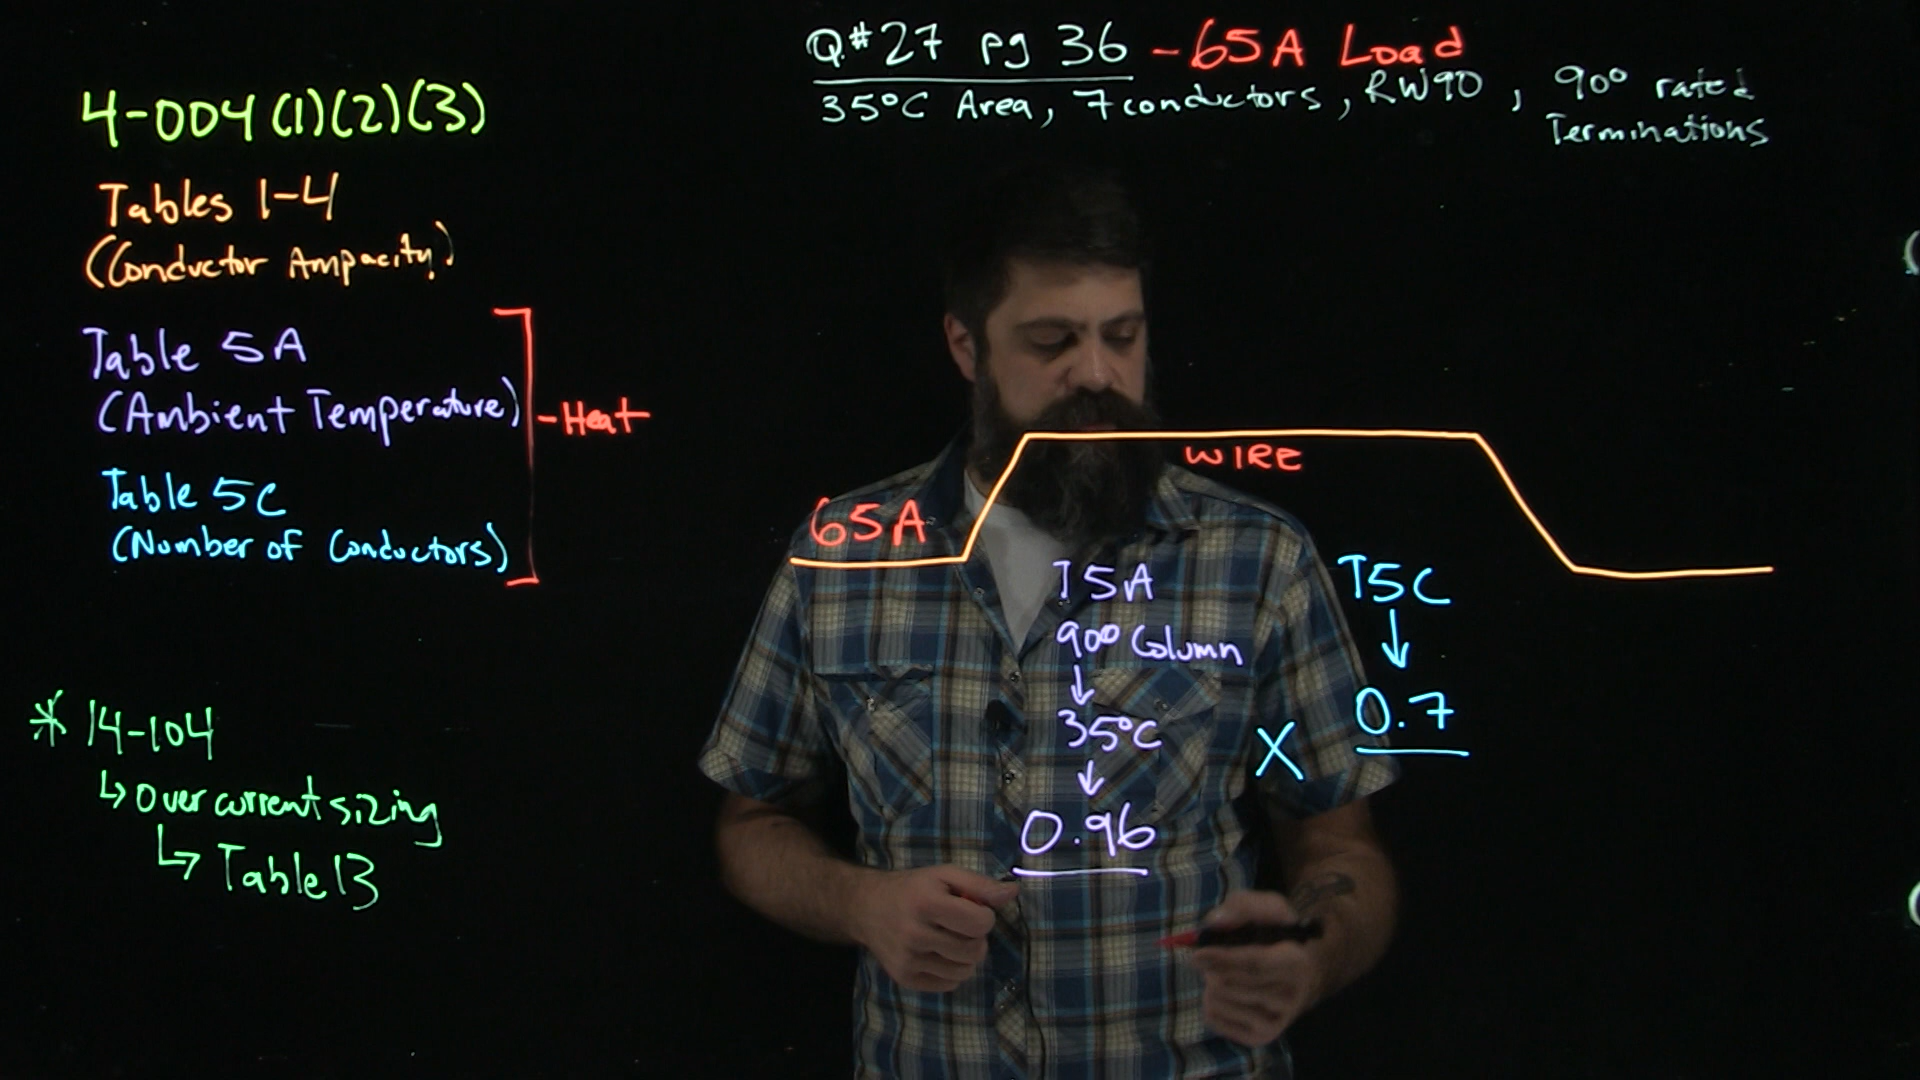 4-004(1)(2)(3)
Tables 1-4
(Conductor Ampacity)
Table 5A
(Ambient Temperature)
-Heat
Table 5C
(Number of Conductors)
* 14-104
↳ Overcurrent sizing
↳ Table 13
Q#27 pg 36 - 65A Load
35°C Area, 7 conductors, RW90, 90° rated
Terminations
WIRE
65A
T5A
90° Column
↓
35°C
↓
0.96
X
T5C
↓
0.7